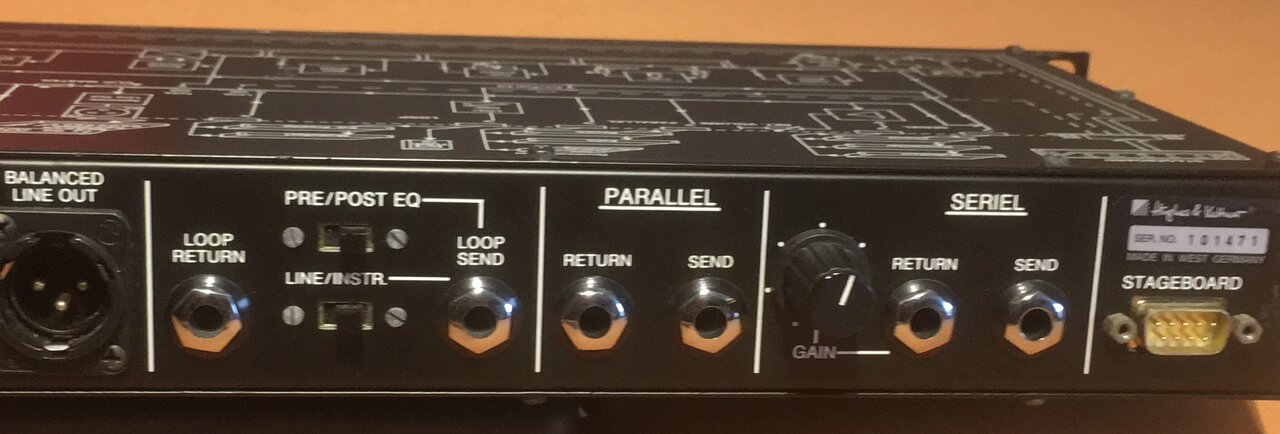 BALANCED
LINE OUT
LOOP
RETURN
PRE/POST EQ
LINE/INSTR.
LOOP
SEND
PARALLEL
RETURN
SEND
SERIEL
GAIN
RETURN
SEND
Hughes & Kettner
SER. NO. 101471
MADE IN WEST GERMANY
STAGEBOARD